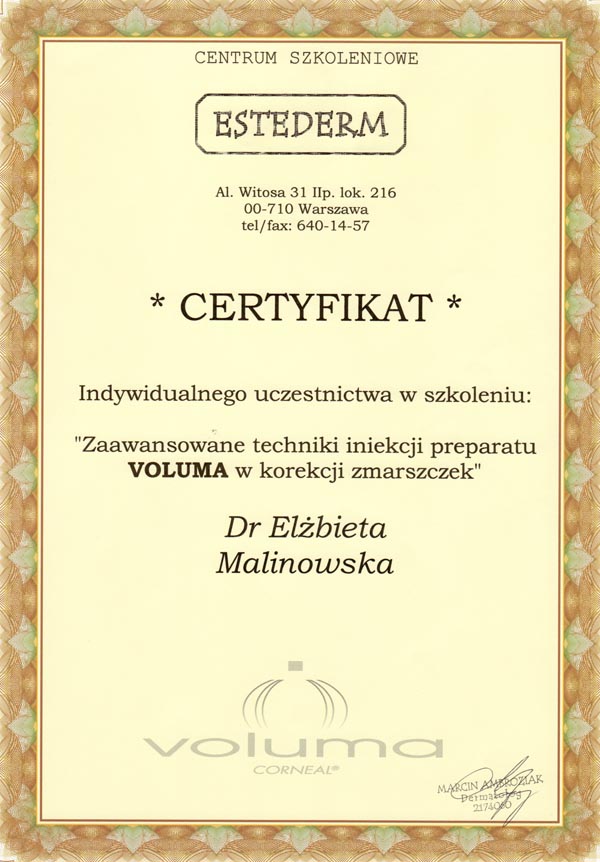 CENTRUM SZKOLENIOWE
ESTEDERM
Al. Witosa 31 IIp. lok. 216
00-710 Warszawa
tel/fax: 640-14-57
* CERTYFIKAT *
Indywidualnego uczestnictwa w szkoleniu:
"Zaawansowane techniki iniekcji preparatu
VOLUMA w korekcji zmarszczek"
Dr Elżbieta
Malinowska
voluma
CORNEAL®
MARCIN AMBROZIAK
Dermatolog